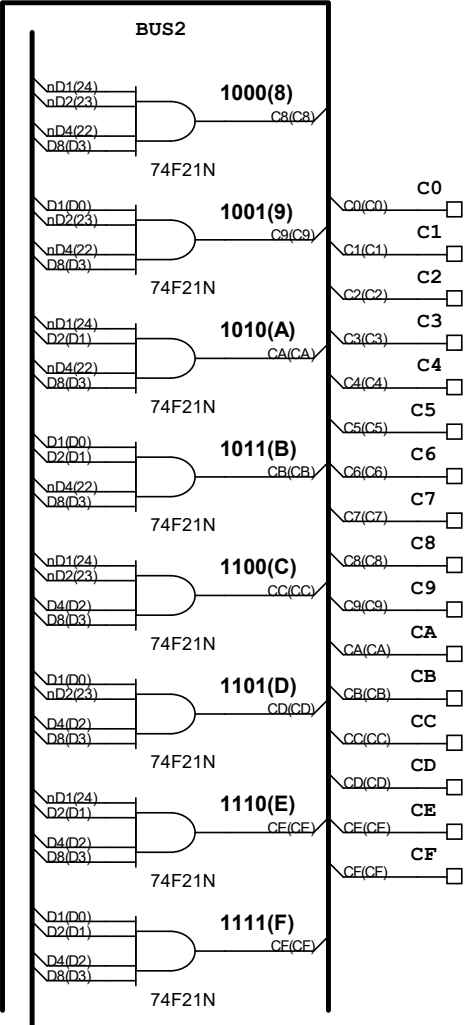 BUS2
nD1(24)
nD2(23)
nD4(22)
D8(D3)
1000(8)
C8(C8)
74F21N
D1(D0)
nD2(23)
nD4(22)
D8(D3)
1001(9)
C9(C9)
74F21N
nD1(24)
D2(D1)
nD4(22)
D8(D3)
1010(A)
CA(CA)
74F21N
D1(D0)
D2(D1)
nD4(22)
D8(D3)
1011(B)
CB(CB)
74F21N
nD1(24)
nD2(23)
D4(D2)
D8(D3)
1100(C)
CC(CC)
74F21N
D1(D0)
nD2(23)
D4(D2)
D8(D3)
1101(D)
CD(CD)
74F21N
nD1(24)
D2(D1)
D4(D2)
D8(D3)
1110(E)
CE(CE)
74F21N
D1(D0)
D2(D1)
D4(D2)
D8(D3)
1111(F)
CF(CF)
74F21N
C0
C0(C0)
C1
C1(C1)
C2
C2(C2)
C3
C3(C3)
C4
C4(C4)
C5
C5(C5)
C6
C6(C6)
C7
C7(C7)
C8
C8(C8)
C9
C9(C9)
CA
CA(CA)
CB
CB(CB)
CC
CC(CC)
CD
CD(CD)
CE
CE(CE)
CF
CF(CF)